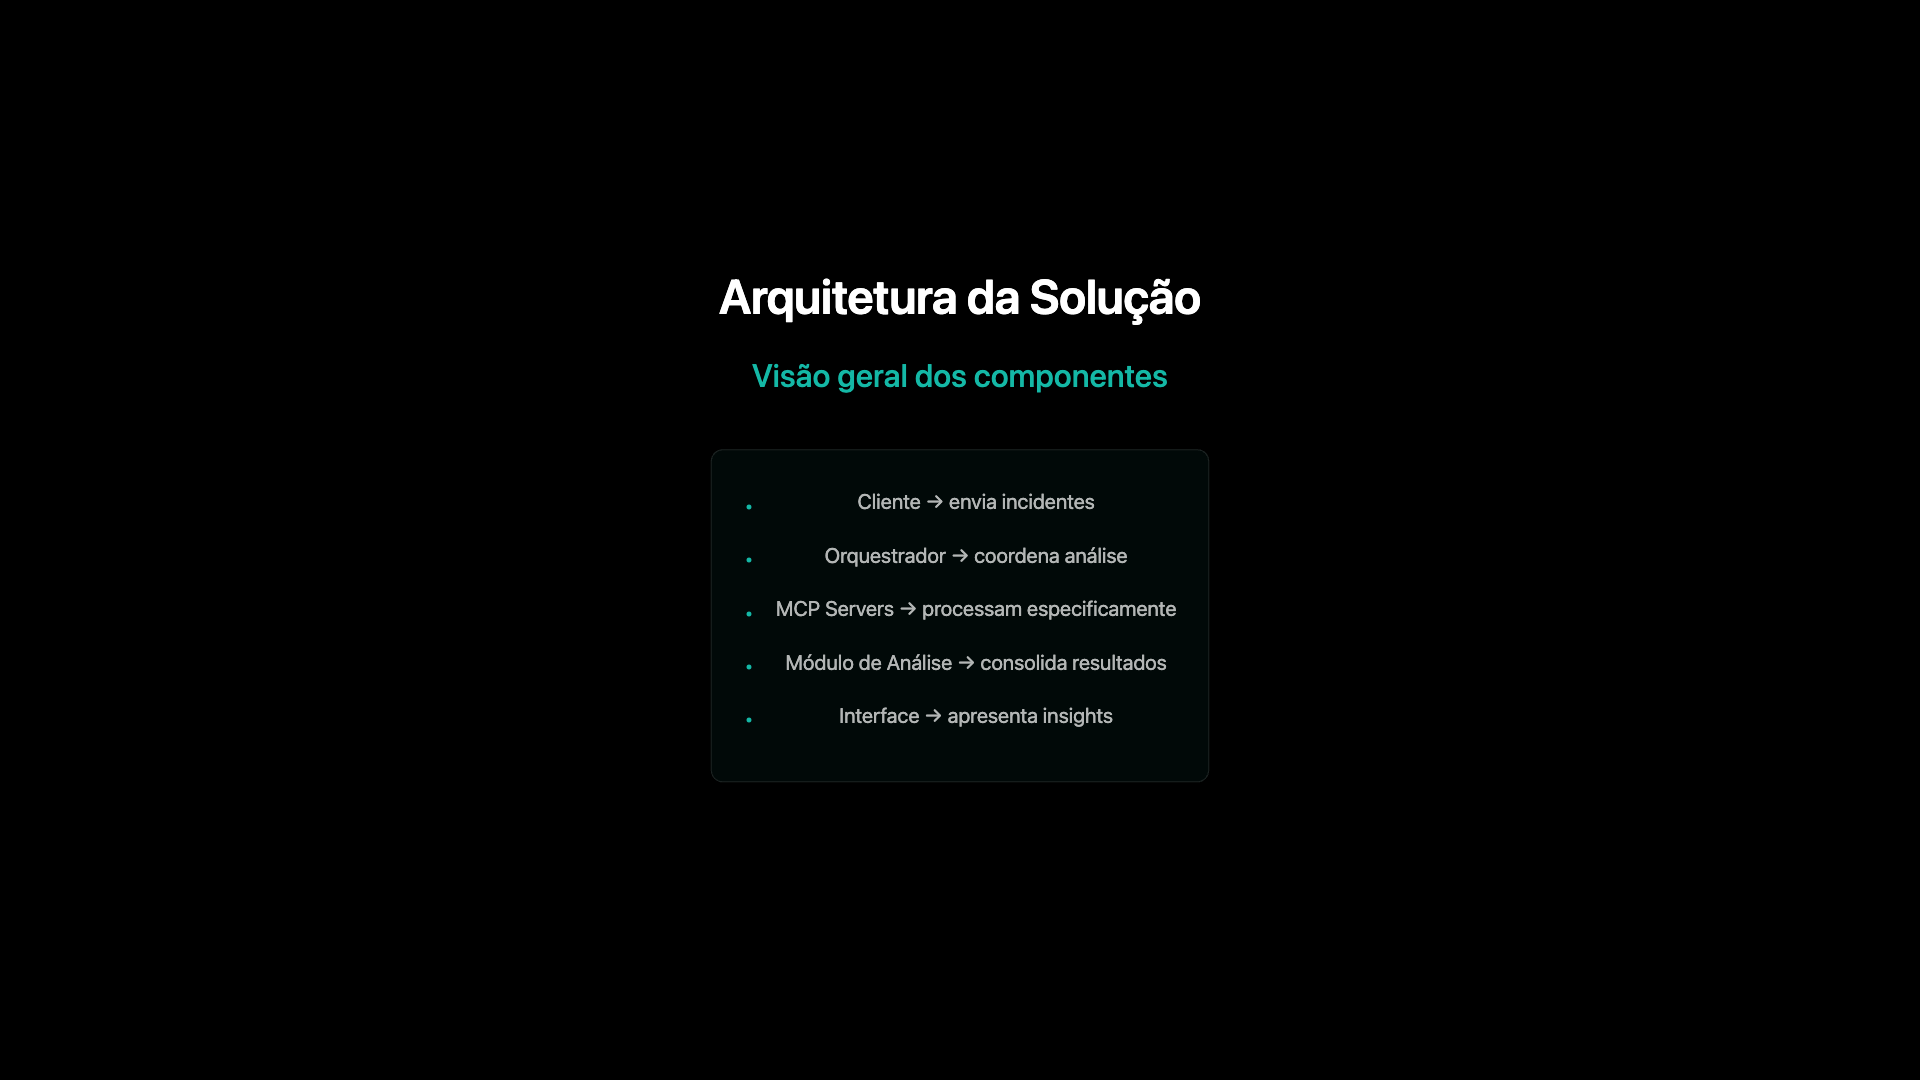 Arquitetura da Solução
Visão geral dos componentes
• Cliente → envia incidentes
• Orquestrador → coordena análise
• MCP Servers → processam especificamente
• Módulo de Análise → consolida resultados
• Interface → apresenta insights